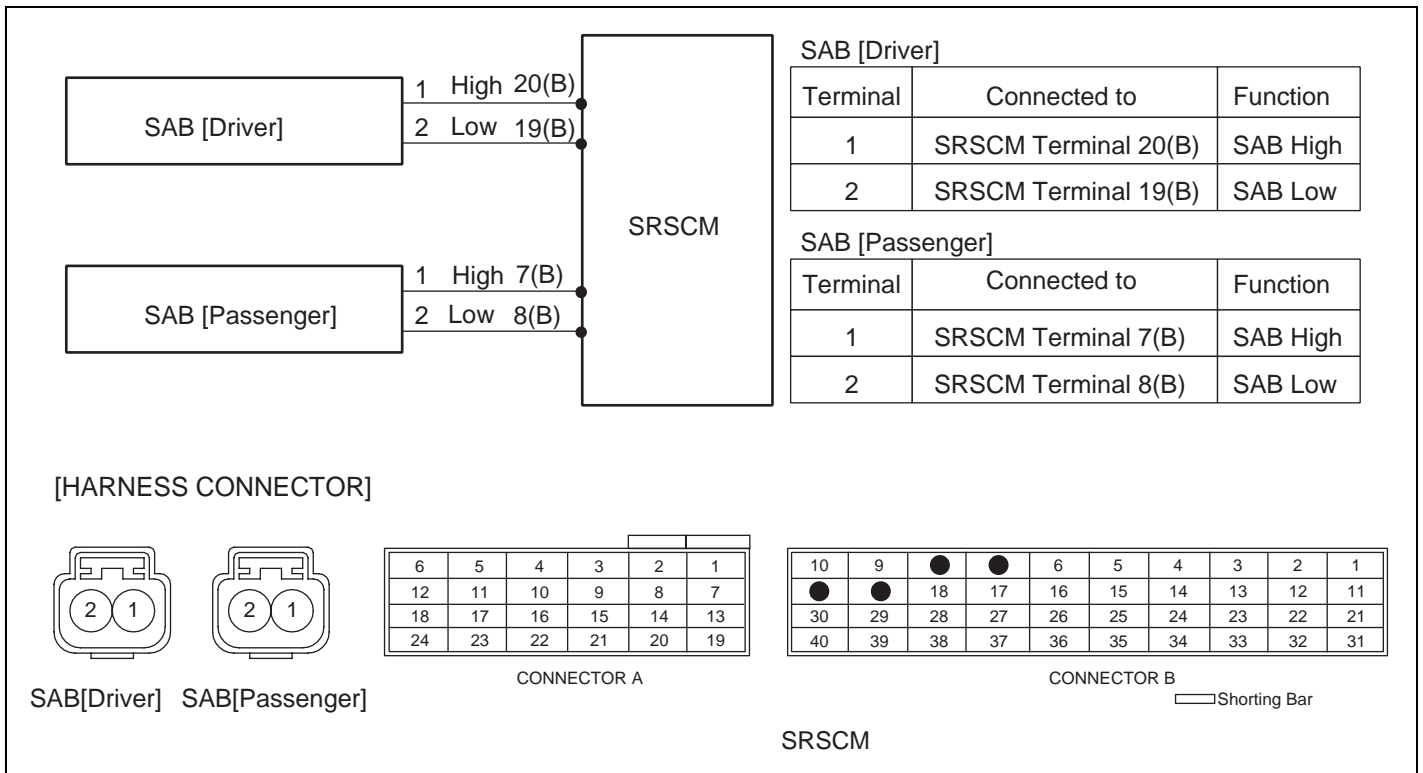 SAB [Driver]
1 High 20(B)
2 Low 19(B)
SAB [Passenger]
1 High 7(B)
2 Low 8(B)
SRSCM
SAB [Driver]
Terminal Connected to Function
1 SRSCM Terminal 20(B) SAB High
2 SRSCM Terminal 19(B) SAB Low
SAB [Passenger]
Terminal Connected to Function
1 SRSCM Terminal 7(B) SAB High
2 SRSCM Terminal 8(B) SAB Low
[HARNESS CONNECTOR]
2 1
SAB[Driver]
2 1
SAB[Passenger]
6 5 4 3 2 1
12 11 10 9 8 7
18 17 16 15 14 13
24 23 22 21 20 19
CONNECTOR A
10 9 6 5 4 3 2 1
18 17 16 15 14 13 12 11
30 29 28 27 26 25 24 23 22 21
40 39 38 37 36 35 34 33 32 31
CONNECTOR B
Shorting Bar
SRSCM